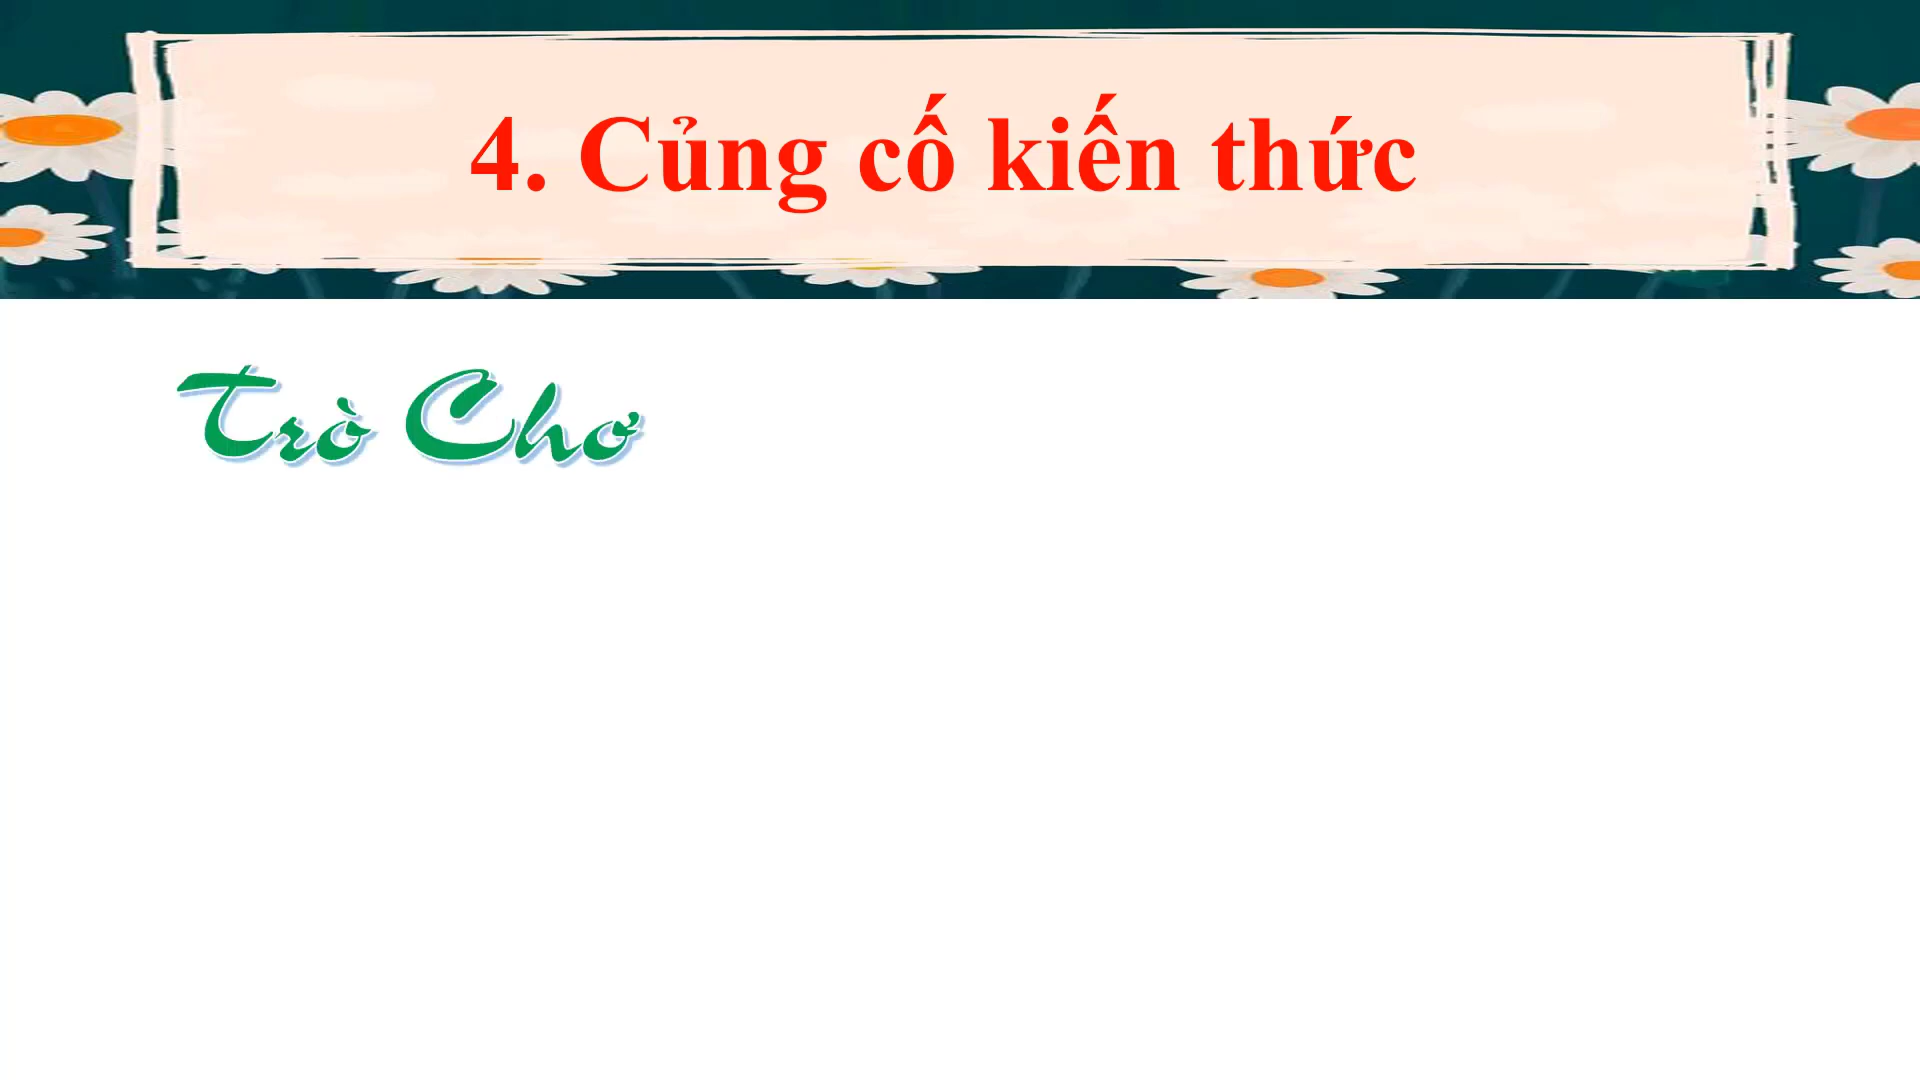 4. Củng cố kiến thức
Trò Chơ